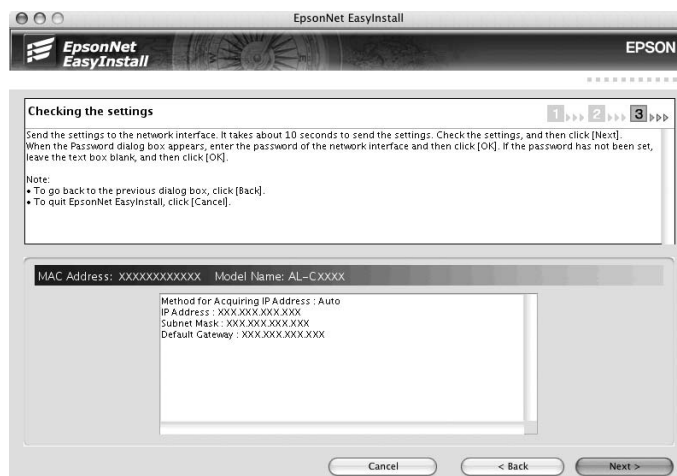 EpsonNet EasyInstall
EpsonNet
EasyInstall
EPSON
Checking the settings
1 2 3
Send the settings to the network interface. It takes about 10 seconds to send the settings. Check the settings, and then click [Next].
When the Password dialog box appears, enter the password of the network interface and then click [OK]. If the password has not been set,
leave the text box blank, and then click [OK].
Note:
• To go back to the previous dialog box, click [Back].
• To quit EpsonNet EasyInstall, click [Cancel].
MAC Address: XXXXXXXXXXXX Model Name: AL-CXXXX
Method for Acquiring IP Address : Auto
IP Address : XXX.XXX.XXX.XXX
Subnet Mask : XXX.XXX.XXX.XXX
Default Gateway : XXX.XXX.XXX.XXX
Cancel < Back Next >